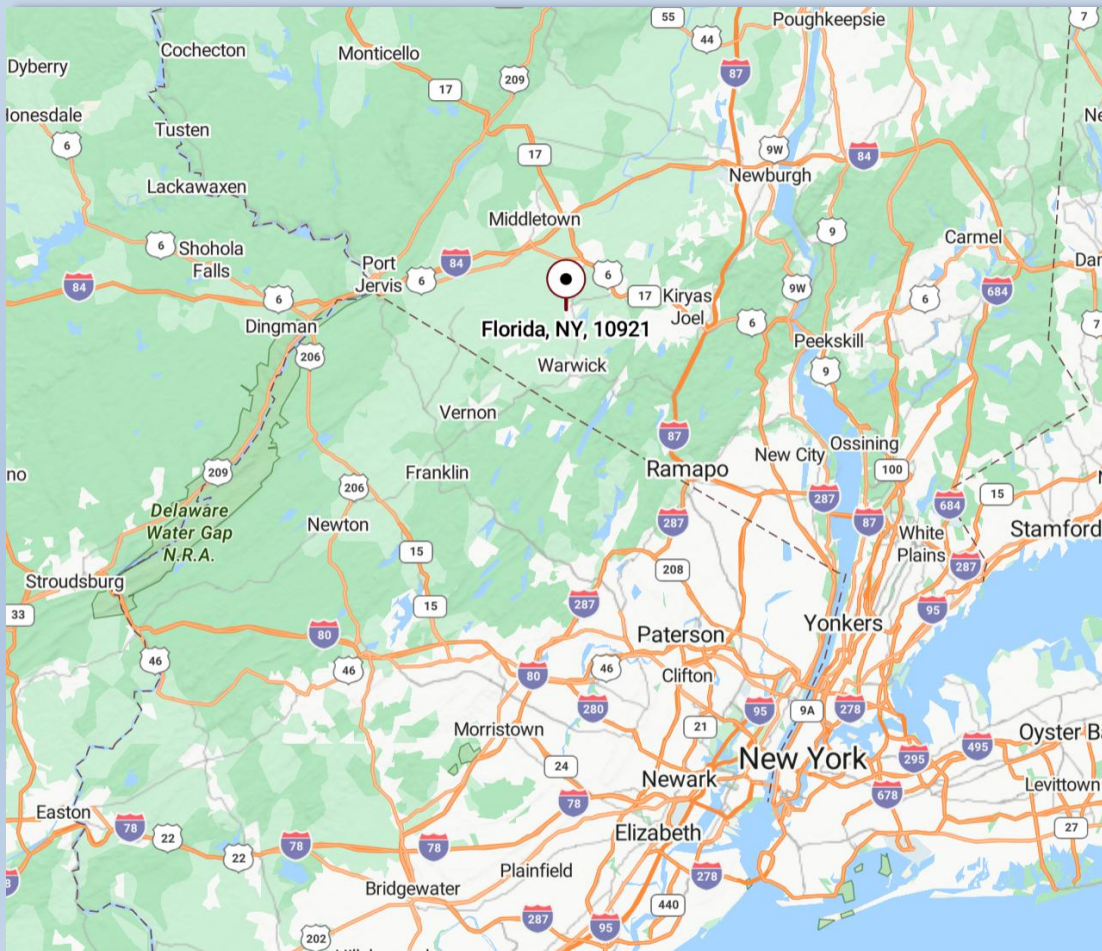 55
Poughkeepsie
7
44
Cochecton
Monticello
Dyberry
209
87
17
Honesdale
6
Tusten
17
9W
84
Newburgh
Lackawaxen
Middletown
9
Carmel
6
Shohola
Falls
Port
Jervis
84
6
6
84
9W
684
6
17
Kiryas
Joel
6
6
Dingman
Florida, NY, 10921
7
Peekskill
206
Warwick
9
Vernon
87
Ossining
New City
Ramapo
100
209
Franklin
206
287
684
15
Delaware
Water Gap
N.R.A.
Newton
287
87
White
Plains
Stamford
15
287
208
Stroudsburg
33
15
287
95
80
Paterson
Yonkers
46
46
80
46
Clifton
280
95
9A
278
Morristown
21
Oyster Ba
New York
295
495
24
Newark
Levittown
78
678
Easton
78
22
Elizabeth
27
78
78
22
Plainfield
278
Bridgewater
440
287
95
202